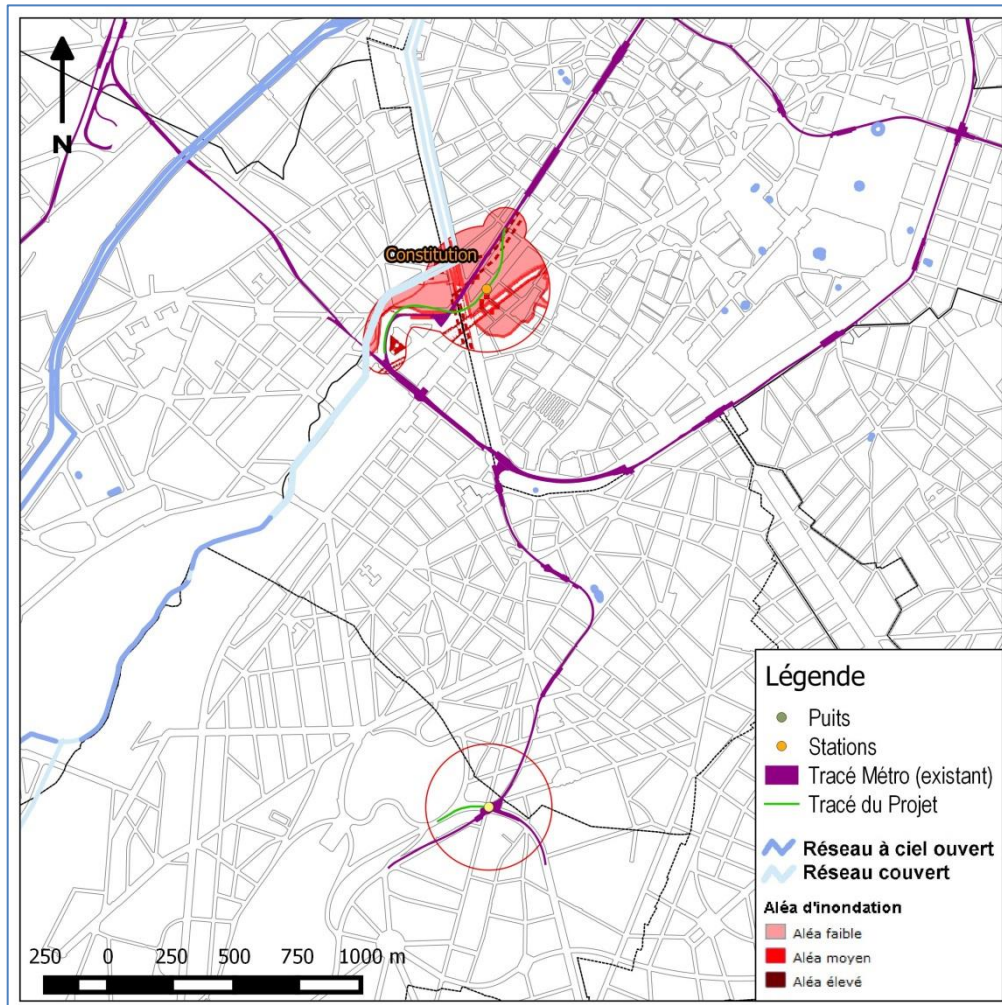 N
Constitution
Légende
Puits
Stations
Tracé Métro (existant)
Tracé du Projet
Réseau à ciel ouvert
Réseau couvert
Aléa d'inondation
Aléa faible
Aléa moyen
Aléa élevé
250 0 250 500 750 1000 m